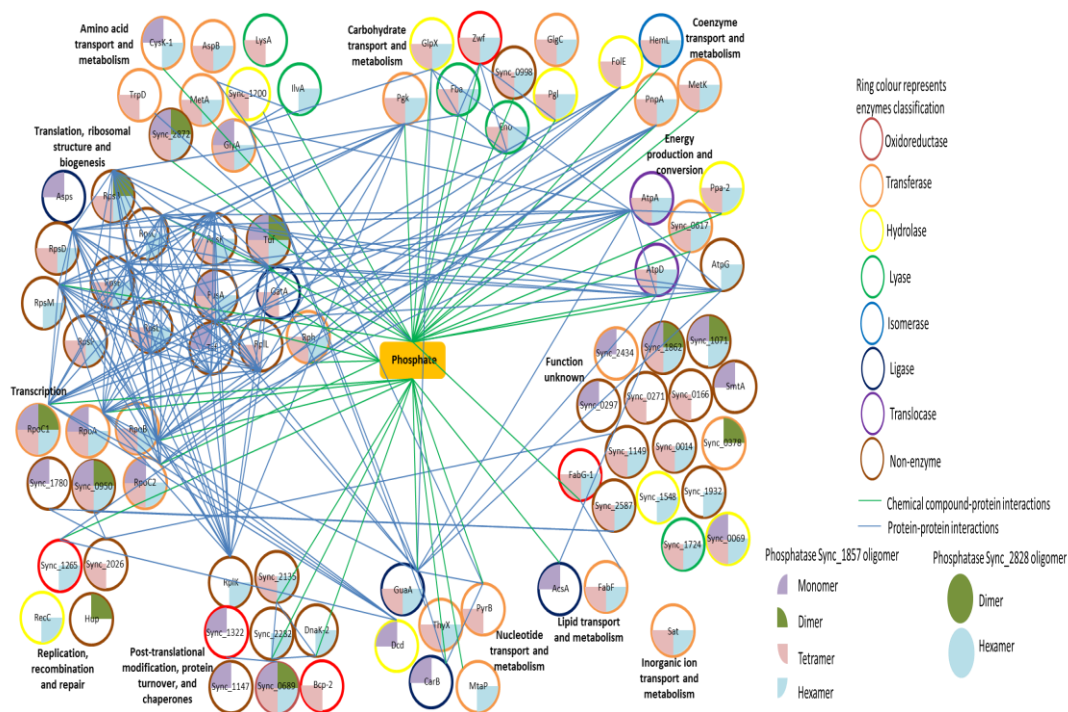 Amino acid
transport and
metabolism
CysK-1
AspB
LysA
TrpD
MetA
Sync_1200
IlvA
Sync_2872
GlyA
Carbohydrate
transport and
metabolism
GlpX
Zwf
GlgC
Sync_0998
Pgk
Fba
Pgl
Eno
Coenzyme
transport and
metabolism
HemL
FolE
MetK
PnpA
Translation, ribosomal
structure and
biogenesis
Asps
RpsD
Tuf
RpsM
GatA
FusA
RplL
Rph
Energy
production and
conversion
AtpA
Ppa-2
Sync_0617
AtpD
AtpG
Phosphate
Transcription
RpoC1
RpoA
RpoB
Sync_1780
Sync_0950
RpoC2
Function
unknown
Sync_2434
Sync_1862
Sync_1071
Sync_0297
Sync_0271
Sync_0166
SmtA
Sync_1149
Sync_0014
Sync_0378
FabG-1
Sync_2587
Sync_1548
Sync_1932
Sync_1724
Sync_0069
Sync_1265
Sync_2026
RecC
Hup
Replication,
recombination
and repair
RplK
Sync_2135
Sync_1322
Sync_2282
DnaK-2
Sync_1147
Sync_0689
Bcp-2
Post-translational
modification, protein
turnover, and
chaperones
GuaA
ThyX
PyrB
Dcd
CarB
MtaP
Nucleotide
transport and
metabolism
AcsA
FabF
Lipid transport and
metabolism
Sat
Inorganic ion
transport and
metabolism
Ring colour represents
enzymes classification
Oxidoreductase
Transferase
Hydrolase
Lyase
Isomerase
Ligase
Translocase
Non-enzyme
Chemical compound-protein interactions
Protein-protein interactions
Phosphatase Sync_1857 oligomer
Monomer
Dimer
Tetramer
Hexamer
Phosphatase Sync_2828 oligomer
Dimer
Hexamer